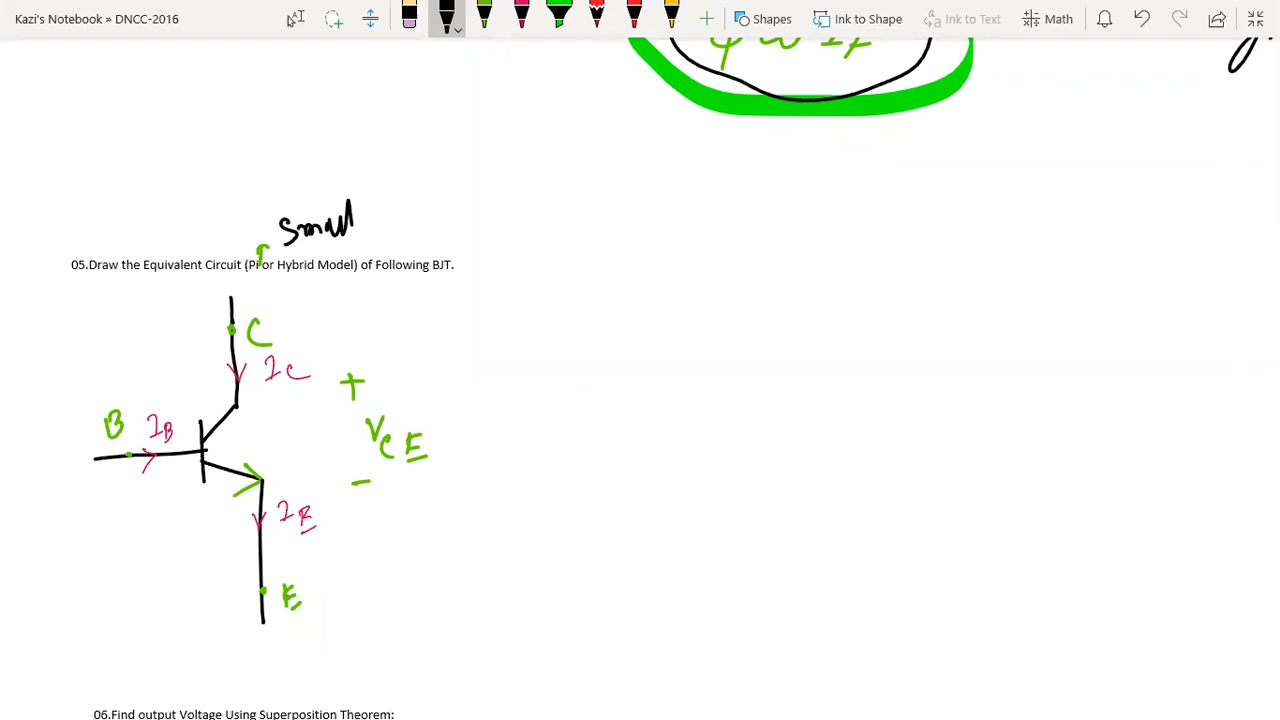 Kazi's Notebook » DNCC-2016
Shapes
Ink to Shape
Ink to Text
Math
small
05.Draw the Equivalent Circuit (Pi or Hybrid Model) of Following BJT.
C
IC
+
B
IB
VCE
-
IE
E
06.Find output Voltage Using Superposition Theorem: